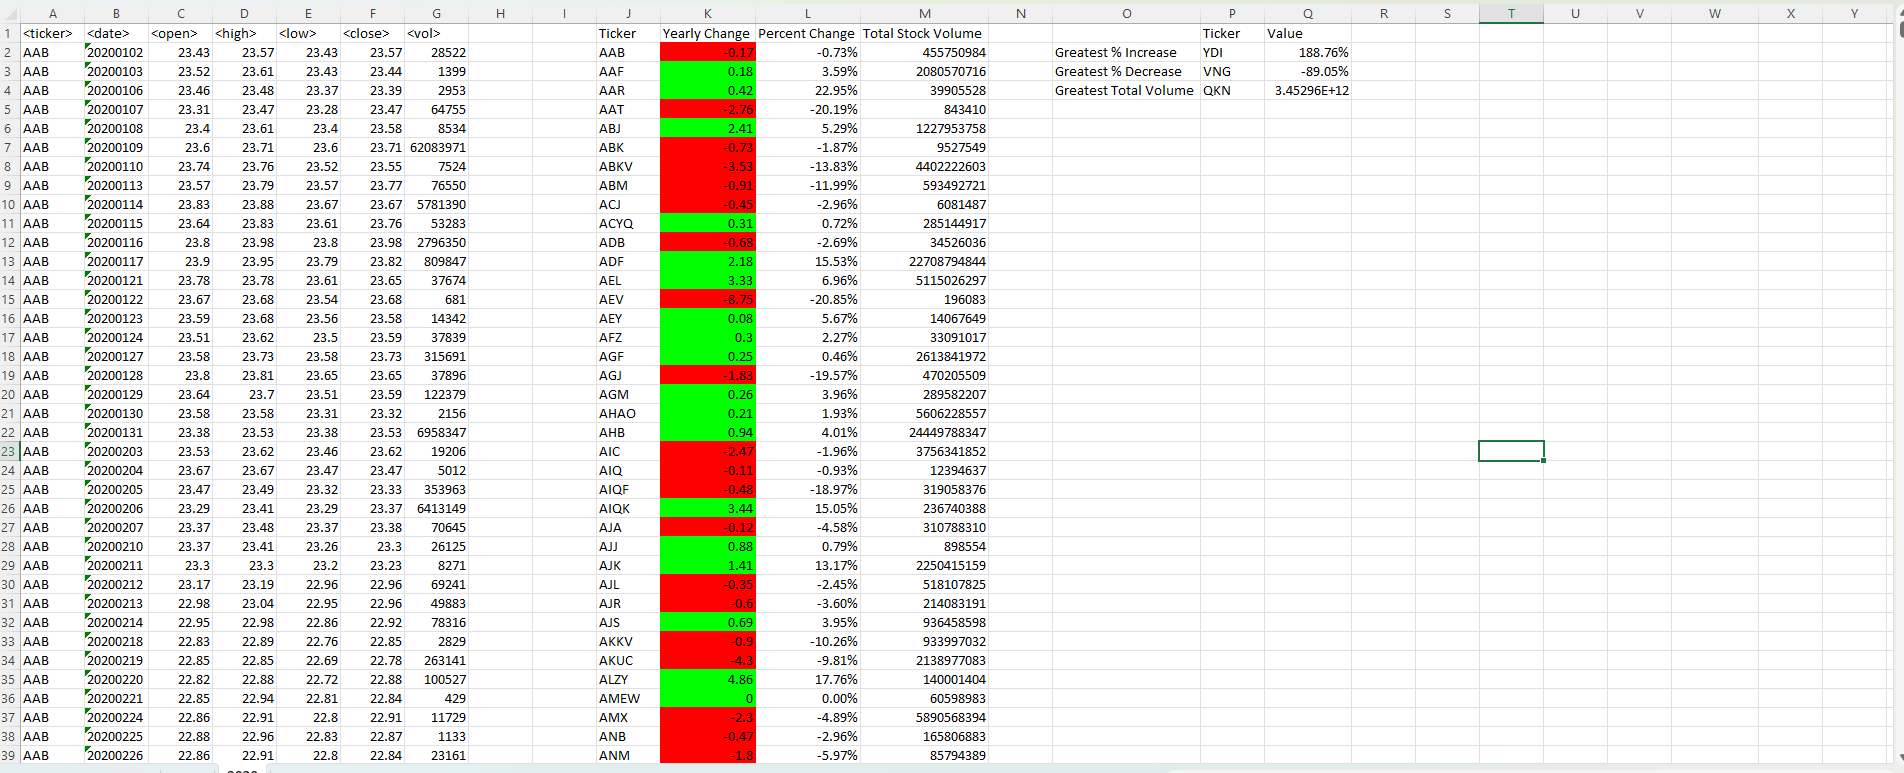 A B C D E F G H I J K L M N O P Q R S T U V W X Y
1 <ticker> <date> <open> <high> <low> <close> <vol> Ticker Yearly Change Percent Change Total Stock Volume Ticker Value
2 AAB 20200102 23.43 23.57 23.43 23.57 28522 AAB -0.17 -0.73% 455750984 Greatest % Increase YDI 188.76%
3 AAB 20200103 23.52 23.61 23.43 23.44 1399 AAF 0.18 3.59% 2080570716 Greatest % Decrease VNG -89.05%
4 AAB 20200106 23.46 23.48 23.37 23.39 2953 AAR 0.42 22.95% 39905528 Greatest Total Volume QKN 3.45296E+12
5 AAB 20200107 23.31 23.47 23.28 23.47 64755 AAT -2.76 -20.19% 843410
6 AAB 20200108 23.4 23.61 23.4 23.58 8534 ABJ 2.41 5.29% 1227953758
7 AAB 20200109 23.6 23.71 23.6 23.71 62083971 ABK -0.73 -1.87% 9527549
8 AAB 20200110 23.74 23.76 23.52 23.55 7524 ABKV -3.53 -13.83% 4402222603
9 AAB 20200113 23.57 23.79 23.57 23.77 76550 ABM -0.91 -11.99% 593492721
10 AAB 20200114 23.83 23.88 23.67 23.67 5781390 ACJ -0.45 -2.96% 6081487
11 AAB 20200115 23.64 23.83 23.61 23.76 53283 ACYQ 0.31 0.72% 285144917
12 AAB 20200116 23.8 23.98 23.8 23.98 2796350 ADB -0.68 -2.69% 34526036
13 AAB 20200117 23.9 23.95 23.79 23.82 809847 ADF 2.18 15.53% 22708794844
14 AAB 20200121 23.78 23.78 23.61 23.65 37674 AEL 3.33 6.96% 5115026297
15 AAB 20200122 23.67 23.68 23.54 23.68 681 AEV -8.75 -20.85% 196083
16 AAB 20200123 23.59 23.68 23.56 23.58 14342 AEY 0.08 5.67% 14067649
17 AAB 20200124 23.51 23.62 23.5 23.59 37839 AFZ 0.3 2.27% 33091017
18 AAB 20200127 23.58 23.73 23.58 23.73 315691 AGF 0.25 0.46% 2613841972
19 AAB 20200128 23.8 23.81 23.65 23.65 37896 AGJ -1.83 -19.57% 470205509
20 AAB 20200129 23.64 23.7 23.51 23.59 122379 AGM 0.26 3.96% 289582207
21 AAB 20200130 23.58 23.58 23.31 23.32 2156 AHAO 0.21 1.93% 5606228557
22 AAB 20200131 23.38 23.53 23.38 23.53 6958347 AHB 0.94 4.01% 24449788347
23 AAB 20200203 23.53 23.62 23.46 23.62 19206 AIC -2.47 -1.96% 3756341852
24 AAB 20200204 23.67 23.67 23.47 23.47 5012 AIQ -0.11 -0.93% 12394637
25 AAB 20200205 23.47 23.49 23.32 23.33 353963 AIQF -0.48 -18.97% 319058376
26 AAB 20200206 23.29 23.41 23.29 23.37 6413149 AIQK 3.44 15.05% 236740388
27 AAB 20200207 23.37 23.48 23.37 23.38 70645 AJA -0.12 -4.58% 310788310
28 AAB 20200210 23.37 23.41 23.26 23.3 26125 AJJ 0.88 0.79% 898554
29 AAB 20200211 23.3 23.3 23.2 23.23 8271 AJK 1.41 13.17% 2250415159
30 AAB 20200212 23.17 23.19 22.96 22.96 69241 AJL -0.35 -2.45% 518107825
31 AAB 20200213 22.98 23.04 22.95 22.96 49883 AJR -0.6 -3.60% 214083191
32 AAB 20200214 22.95 22.98 22.86 22.92 78316 AJS 0.69 3.95% 936458598
33 AAB 20200218 22.83 22.89 22.76 22.85 2829 AKKV -0.9 -10.26% 933997032
34 AAB 20200219 22.85 22.85 22.69 22.78 263141 AKUC -4.3 -9.81% 2138977083
35 AAB 20200220 22.82 22.88 22.72 22.88 100527 ALZY 4.86 17.76% 140001404
36 AAB 20200221 22.85 22.94 22.81 22.84 429 AMEW 0 0.00% 60598983
37 AAB 20200224 22.86 22.91 22.8 22.91 11729 AMX -2.3 -4.89% 5890568394
38 AAB 20200225 22.88 22.96 22.83 22.87 1133 ANB -0.47 -2.96% 165806883
39 AAB 20200226 22.86 22.91 22.8 22.84 23161 ANM -1.8 -5.97% 85794389